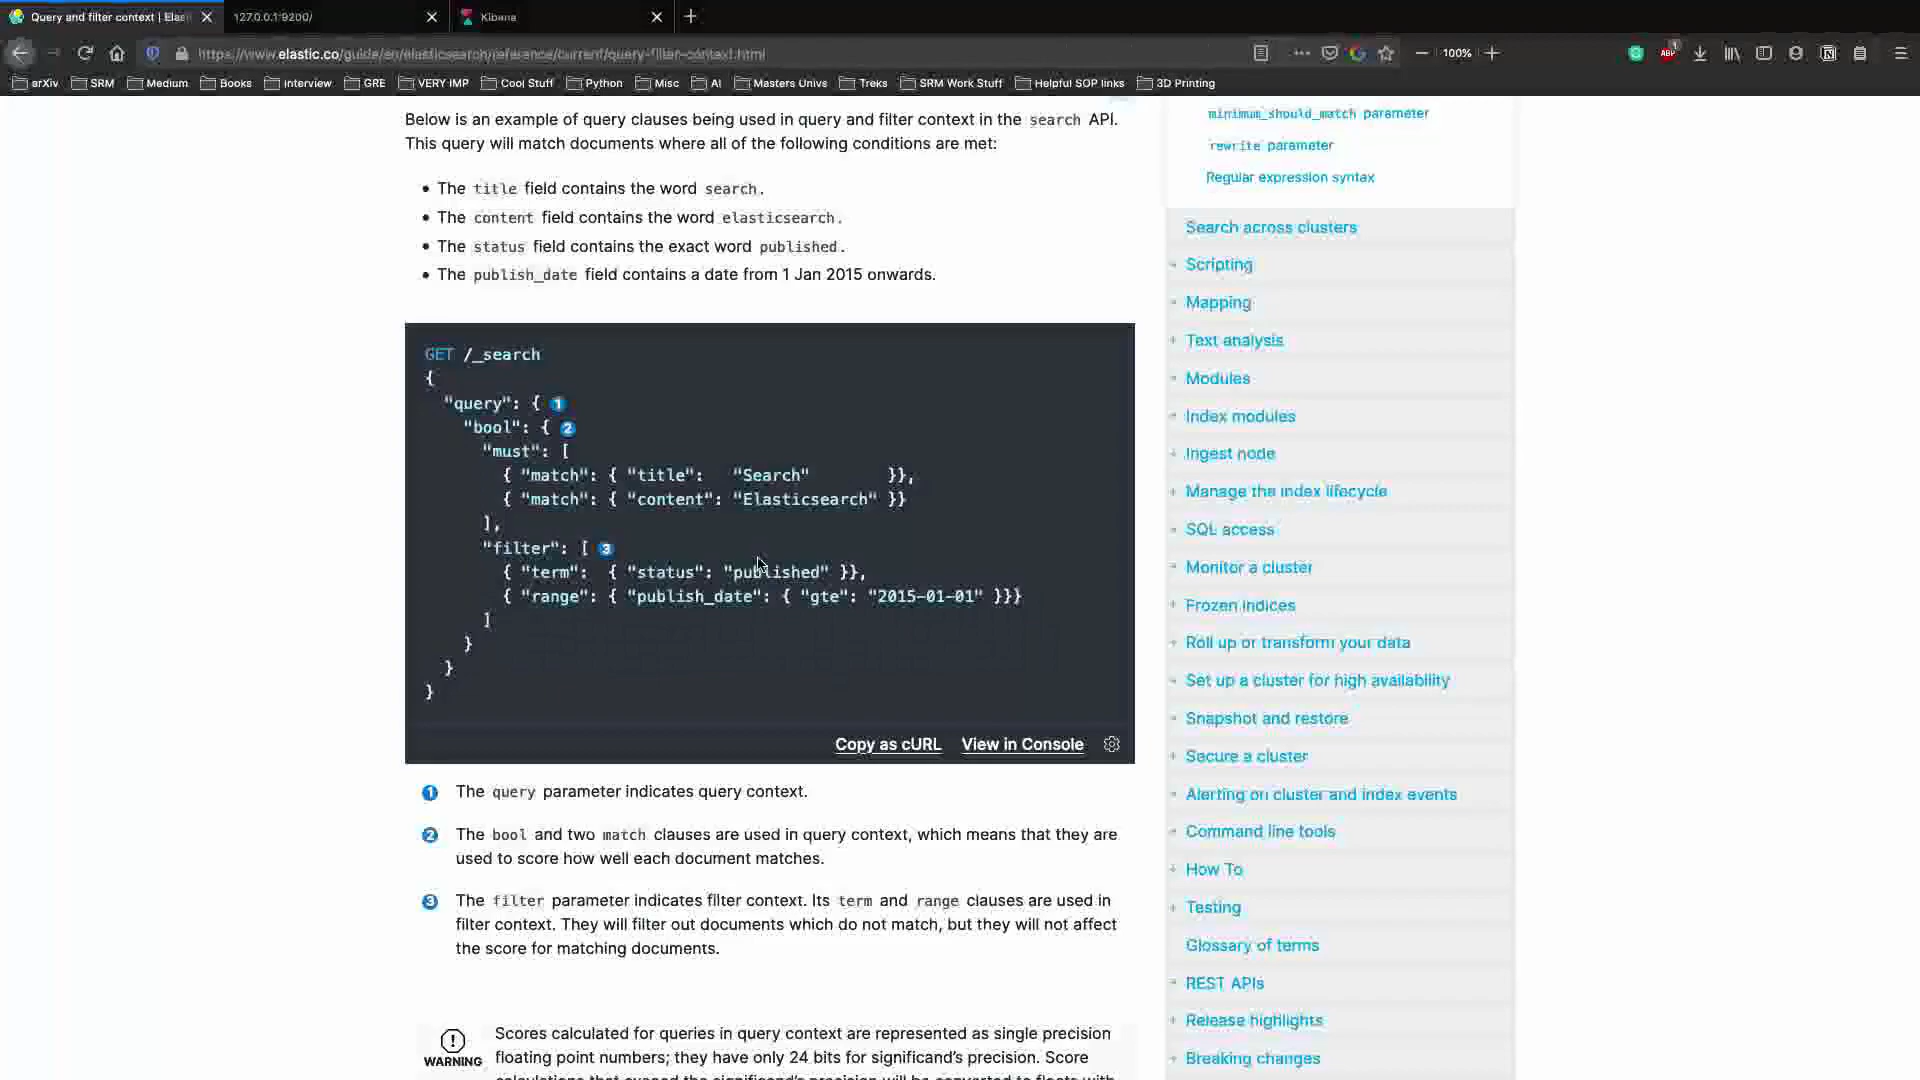 Query and filter context | Elas
127.0.0.1:9200/
Kibana
https://www.elastic.co/guide/en/elasticsearch/reference/current/query-filter-context.html
100%
ABP
1
arXiv
SRM
Medium
Books
Interview
GRE
VERY IMP
Cool Stuff
Python
Misc
AI
Masters Univs
Treks
SRM Work Stuff
Helpful SOP links
3D Printing
Below is an example of query clauses being used in query and filter context in the search API.
This query will match documents where all of the following conditions are met:
• The title field contains the word search.
• The content field contains the word elasticsearch.
• The status field contains the exact word published.
• The publish_date field contains a date from 1 Jan 2015 onwards.
GET /_search
{
"query": { 1
"bool": { 2
"must": [
{ "match": { "title": "Search" }},
{ "match": { "content": "Elasticsearch" }}
],
"filter": [ 3
{ "term": { "status": "published" }},
{ "range": { "publish_date": { "gte": "2015-01-01" }}}
]
}
}
}
Copy as cURL View in Console
1 The query parameter indicates query context.
2 The bool and two match clauses are used in query context, which means that they are
used to score how well each document matches.
3 The filter parameter indicates filter context. Its term and range clauses are used in
filter context. They will filter out documents which do not match, but they will not affect
the score for matching documents.
WARNING
Scores calculated for queries in query context are represented as single precision
floating point numbers; they have only 24 bits for significand's precision. Score
calculations that exceed the significand's precision will be converted to floats with
minimum_should_match parameter
rewrite parameter
Regular expression syntax
Search across clusters
Scripting
Mapping
Text analysis
Modules
Index modules
Ingest node
Manage the index lifecycle
SQL access
Monitor a cluster
Frozen indices
Roll up or transform your data
Set up a cluster for high availability
Snapshot and restore
Secure a cluster
Alerting on cluster and index events
Command line tools
How To
Testing
Glossary of terms
REST APIs
Release highlights
Breaking changes